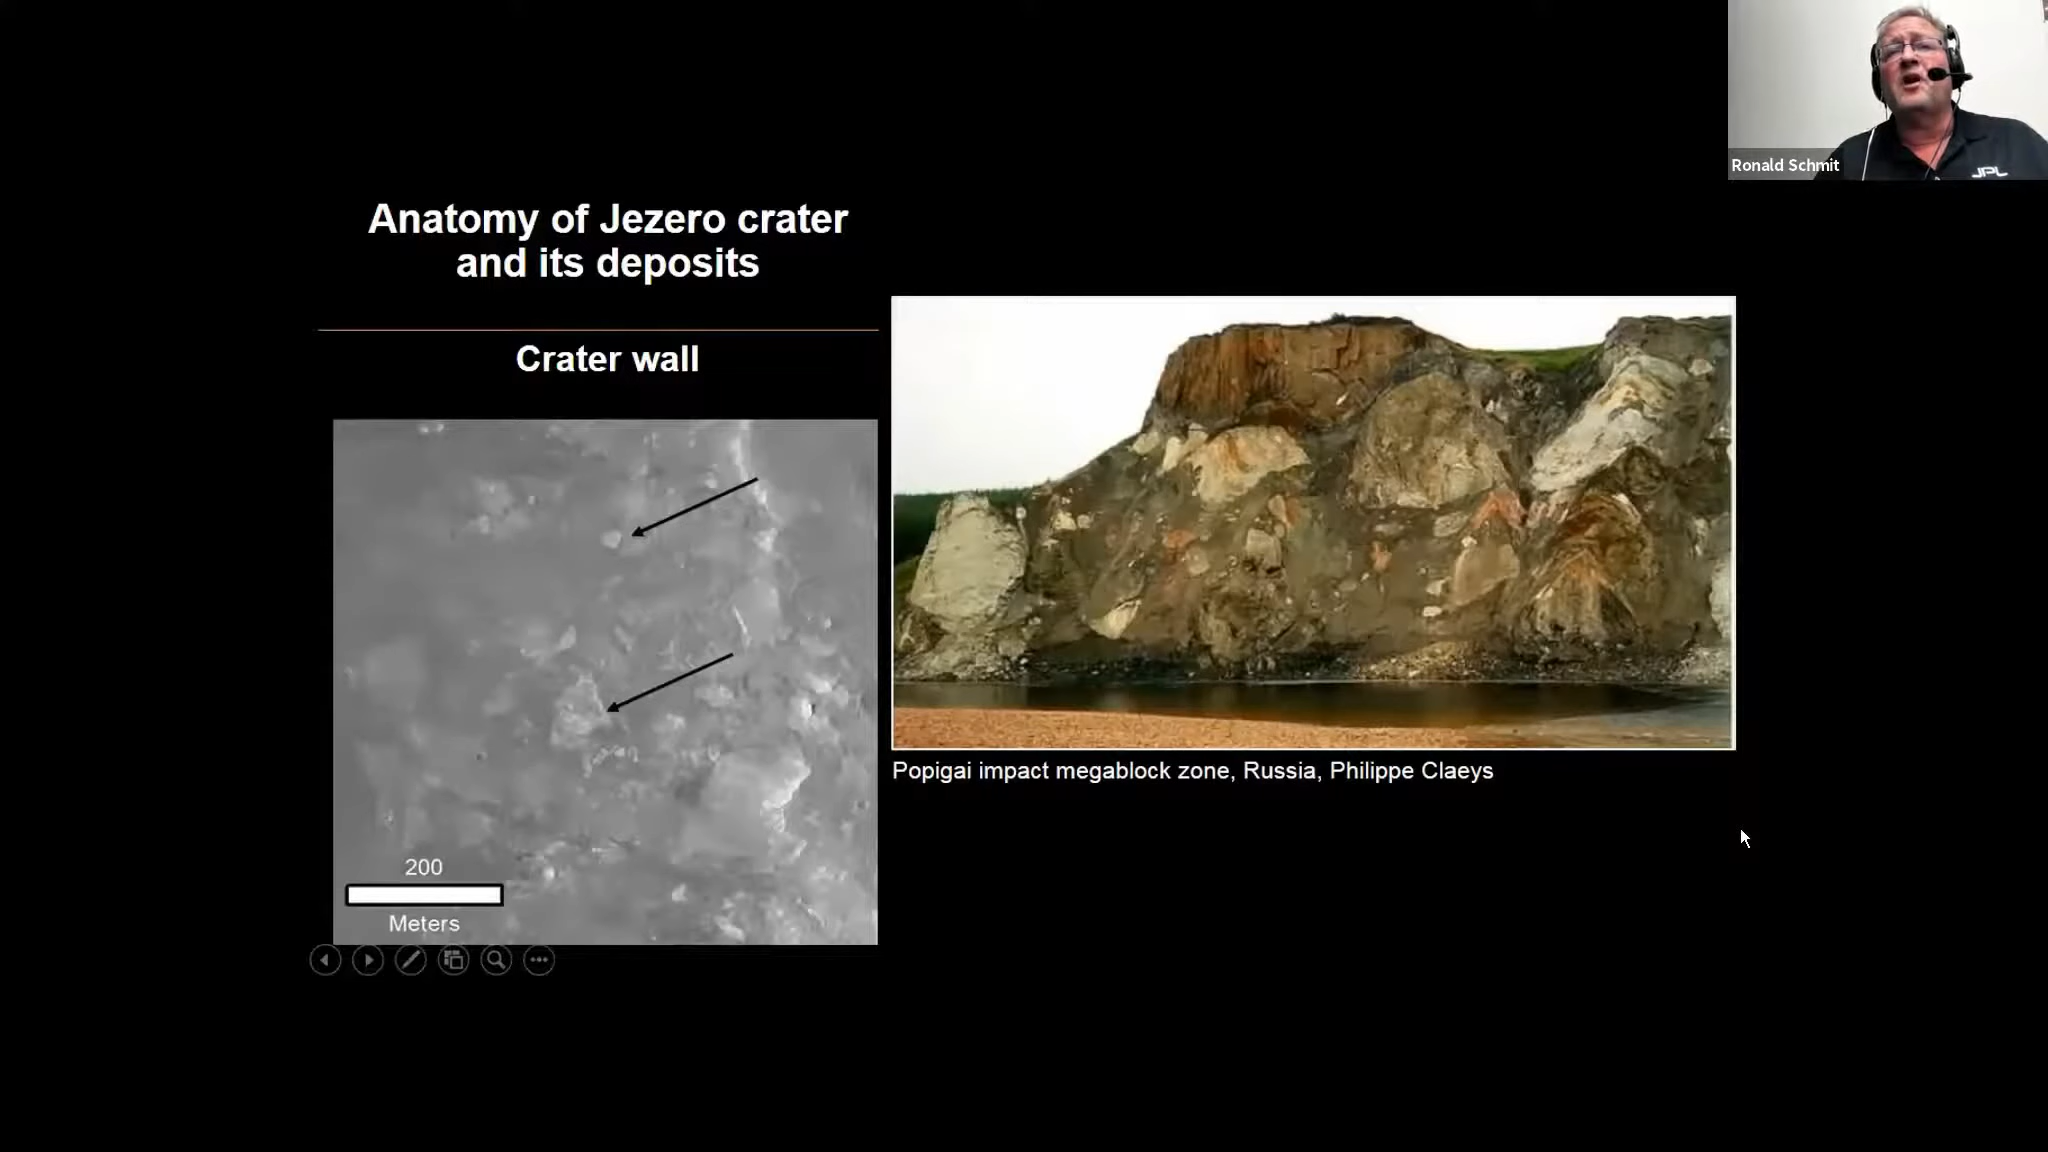 Anatomy of Jezero crater
and its deposits
Crater wall
200
Meters
Popigai impact megablock zone, Russia, Philippe Claeys
Ronald Schmit
JPL